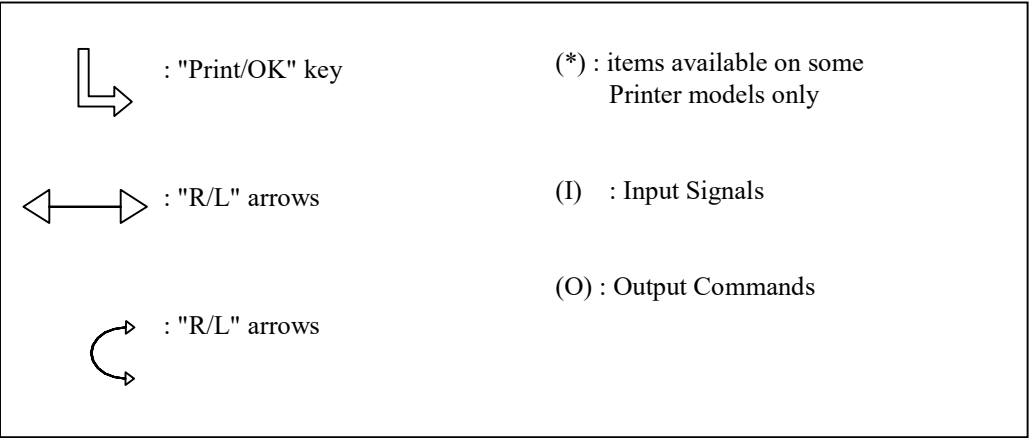 : "Print/OK" key
: "R/L" arrows
: "R/L" arrows
(*) : items available on some
Printer models only
(I) : Input Signals
(O) : Output Commands